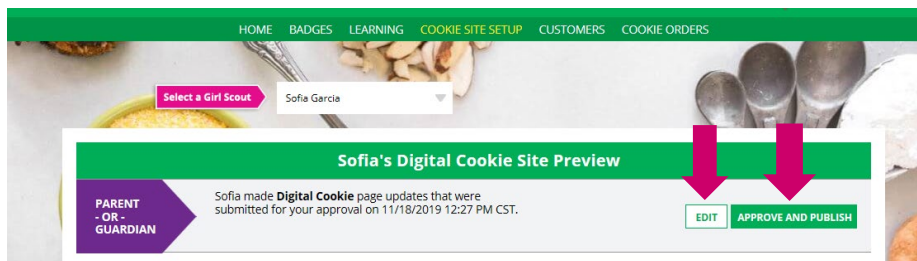 HOME BADGES LEARNING COOKIE SITE SETUP CUSTOMERS COOKIE ORDERS
Select a Girl Scout Sofia Garcia
Sofia's Digital Cookie Site Preview
PARENT
- OR -
GUARDIAN
Sofia made Digital Cookie page updates that were
submitted for your approval on 11/18/2019 12:27 PM CST.
EDIT APPROVE AND PUBLISH